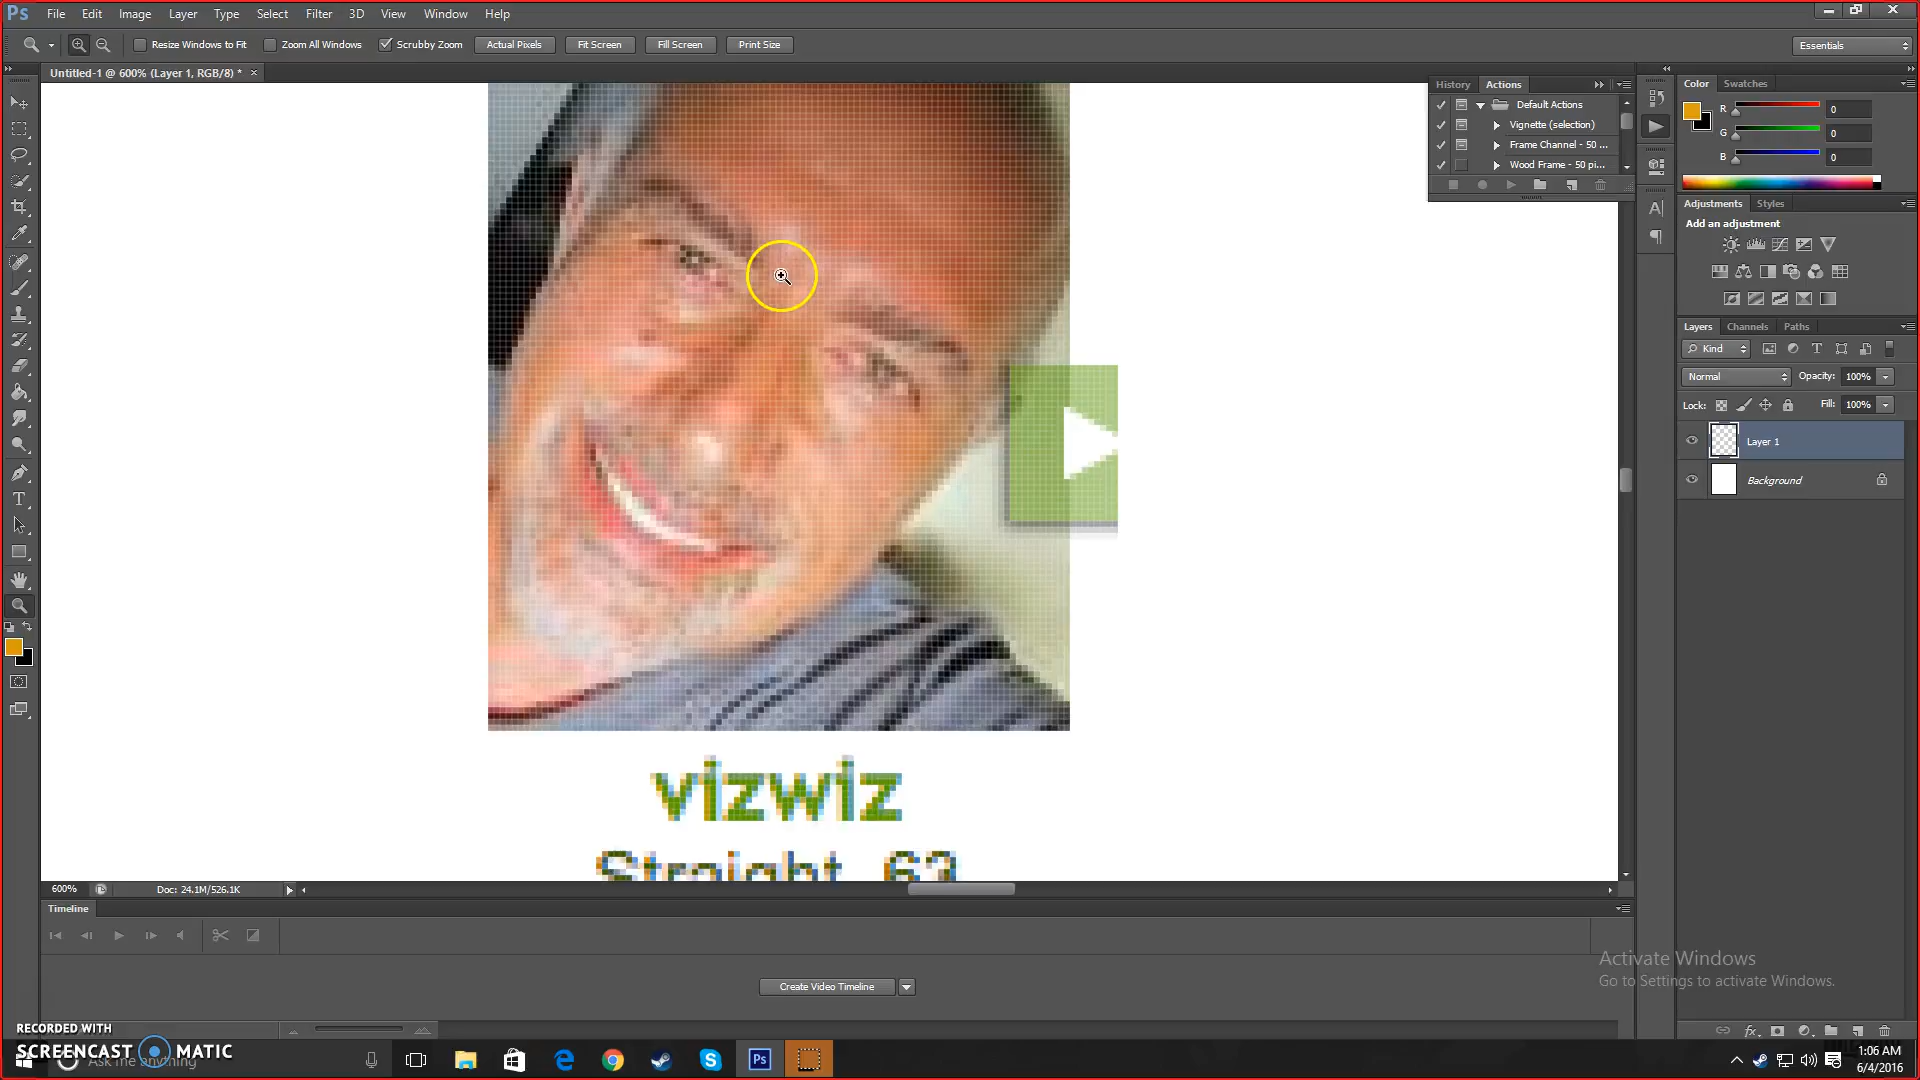 Ps File Edit Image Layer Type Select Filter 3D View Window Help
Resize Windows to Fit Zoom All Windows Scrubby Zoom Actual Pixels Fit Screen Fill Screen Print Size Essentials
Untitled-1 @ 600% (Layer 1, RGB/8) * ×
History Actions
Default Actions
Vignette (selection)
Frame Channel - 50 ...
Wood Frame - 50 pi...
Color Swatches
R 0
G 0
B 0
Adjustments Styles
Add an adjustment
Layers Channels Paths
Kind
Normal Opacity: 100%
Lock: Fill: 100%
Layer 1
Background
vizwiz
Straight 63
600% Doc: 24.1M/526.1K
Timeline
Create Video Timeline
Activate Windows
Go to Settings to activate Windows.
RECORDED WITH
SCREENCAST MATIC
Ask me anything
1:06 AM
6/4/2016